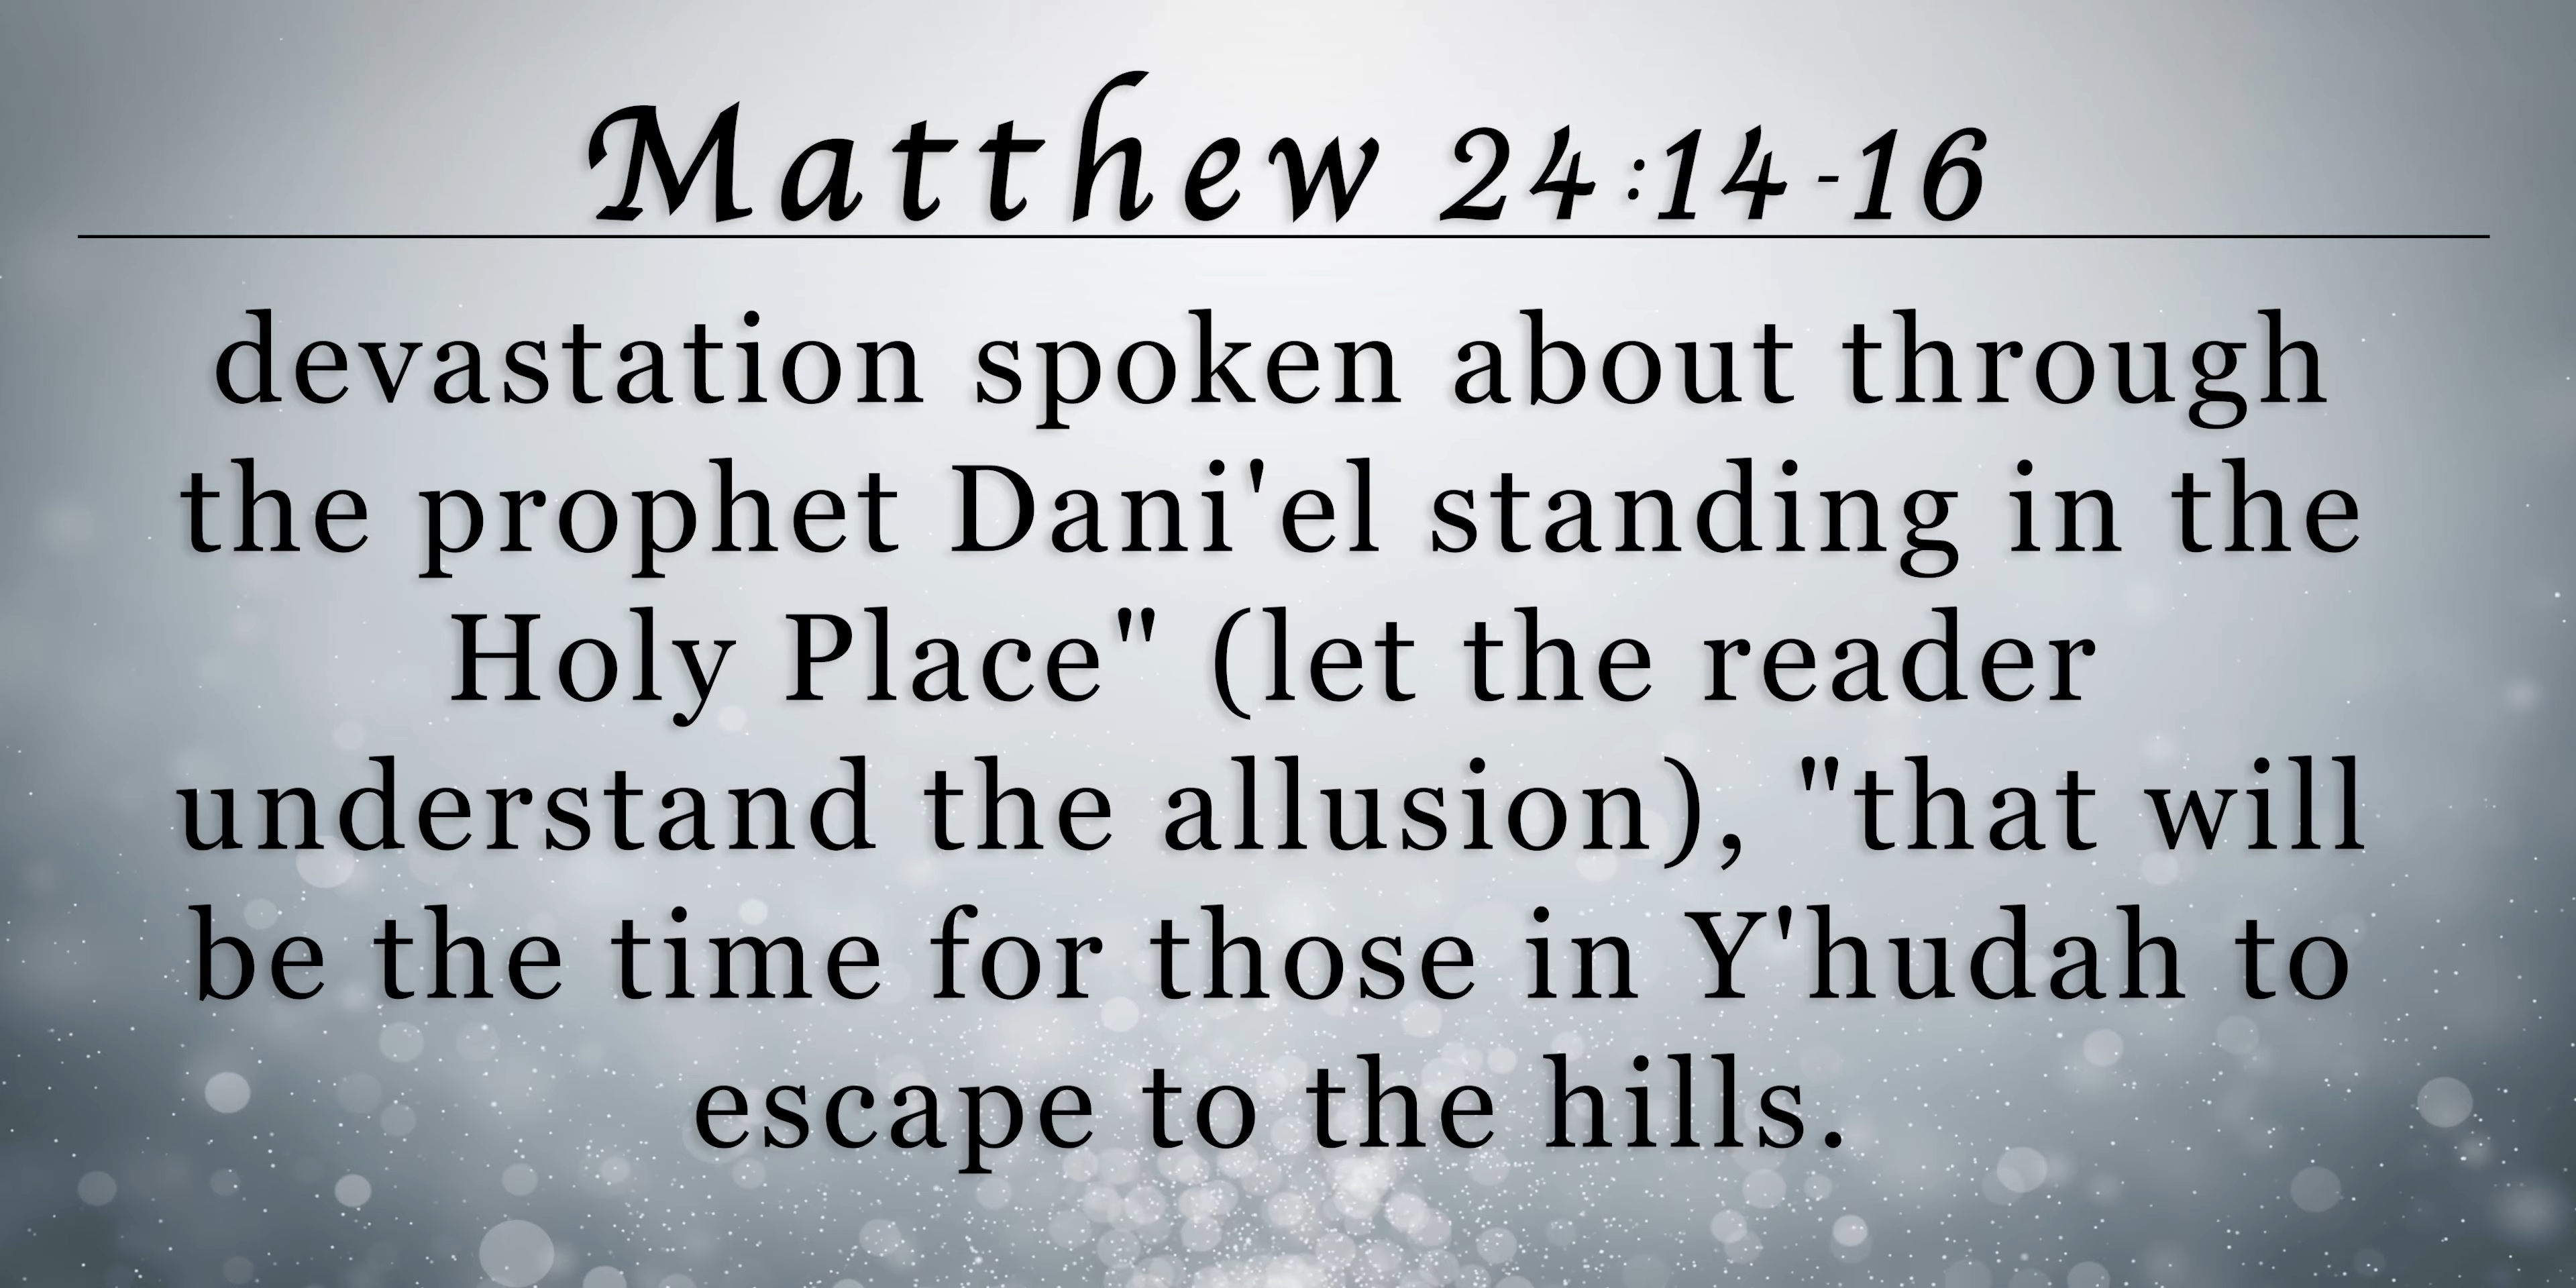 Matthew 24:14-16
devastation spoken about through
the prophet Dani'el standing in the
Holy Place" (let the reader
understand the allusion), "that will
be the time for those in Y'hudah to
escape to the hills.